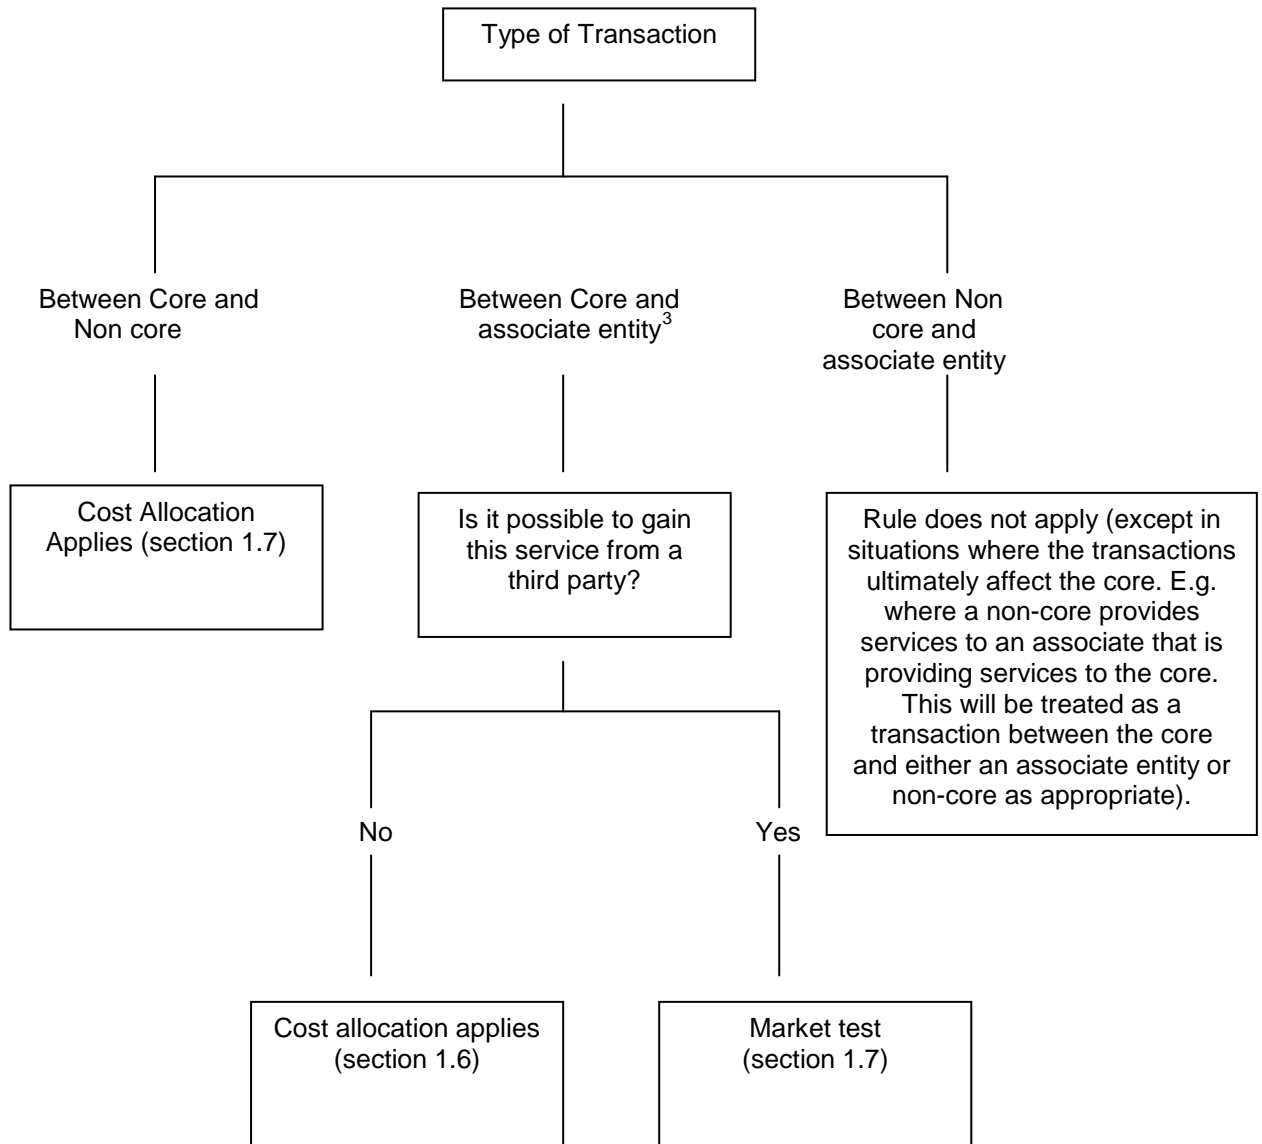 Type of Transaction
Between Core and
Non core
Between Core and
associate entity3
Between Non
core and
associate entity
Cost Allocation
Applies (section 1.7)
Is it possible to gain
this service from a
third party?
Rule does not apply (except in
situations where the transactions
ultimately affect the core. E.g.
where a non-core provides
services to an associate that is
providing services to the core.
This will be treated as a
transaction between the core
and either an associate entity or
non-core as appropriate).
No
Yes
Cost allocation applies
(section 1.6)
Market test
(section 1.7)